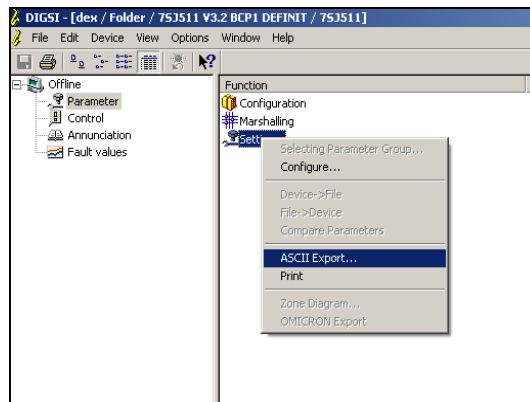 DIGSI - [dex / Folder / 7SJ511 V3.2 BCP1 DEFINIT / 7SJ511]
File Edit Device View Options Window Help
Offline
Parameter
Control
Annunciation
Fault values
Function
Configuration
Marshalling
Selecting Parameter Group...
Configure...
Device->File
File->Device
Compare Parameters
ASCII Export...
Print
Zone Diagram...
OMICRON Export